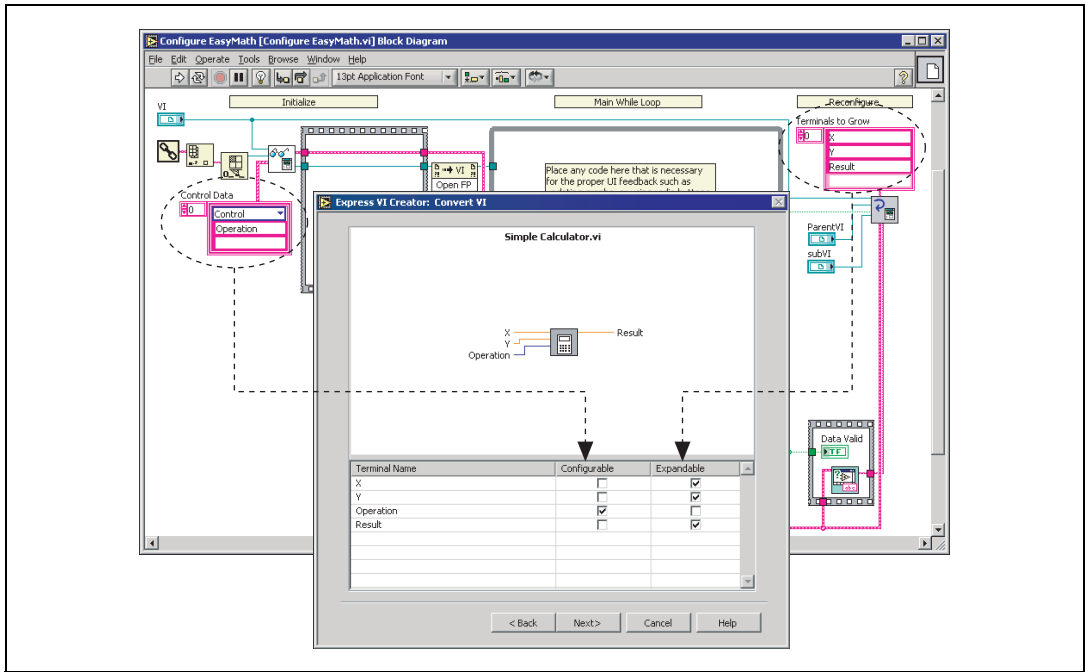 Configure EasyMath [Configure EasyMath.vi] Block Diagram
File Edit Operate Tools Browse Window Help
13pt Application Font
VI
Initialize
Main While Loop
Reconfigure
Terminals to Grow
0
X
Y
Result
VI
Open FP
Place any code here that is necessary
for the proper UI feedback such as
Control Data
0
Control
Operation
ParentVI
subVI
Express VI Creator: Convert VI
Simple Calculator.vi
X
Y
Operation
Result
Data Valid
TF
abc
Terminal Name Configurable Expandable
X
Y
Operation
Result
< Back Next> Cancel Help